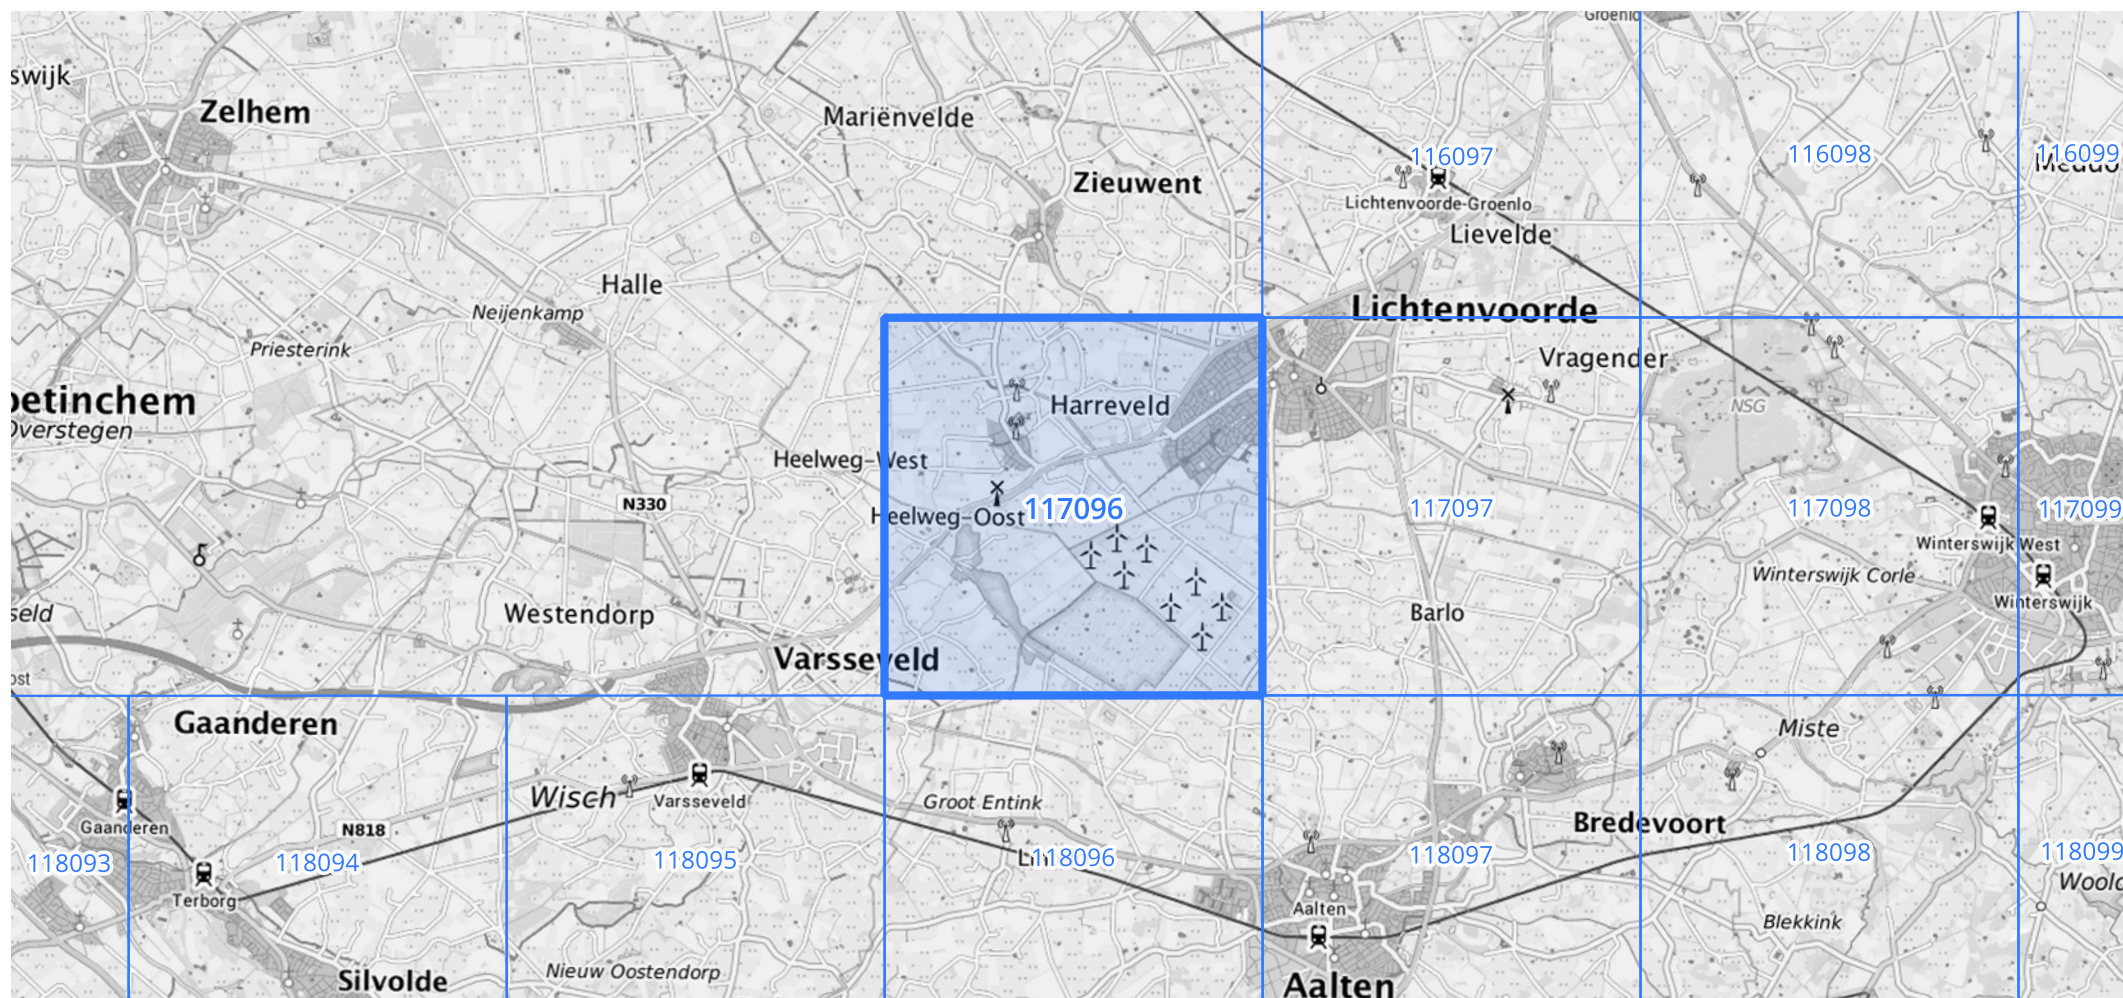 swijk
Zelhem
Mariënvelde
Zieuwent
116097
Lichtenvoorde-Groenlo
Lievelde
116098
116099
Halle
Neijenkamp
Priesterink
Lichtenvoorde
Vragender
oetinchem
Overstegen
Harreveld
NSG
Heelweg-West
N330
Heelweg-Oost
117096
117097
117098
117099
Winterswijk West
Winterswijk Corle
Winterswijk
seld
Westendorp
Barlo
Varsseveld
ost
Gaanderen
Miste
Wisch
Varsseveld
Groot Entink
Gaanderen
N818
Bredevoort
118093
118094
118095
118096
118097
118098
118099
Terborg
Aalten
Woold
Blekkink
Silvolde
Nieuw Oostendorp
Aalten